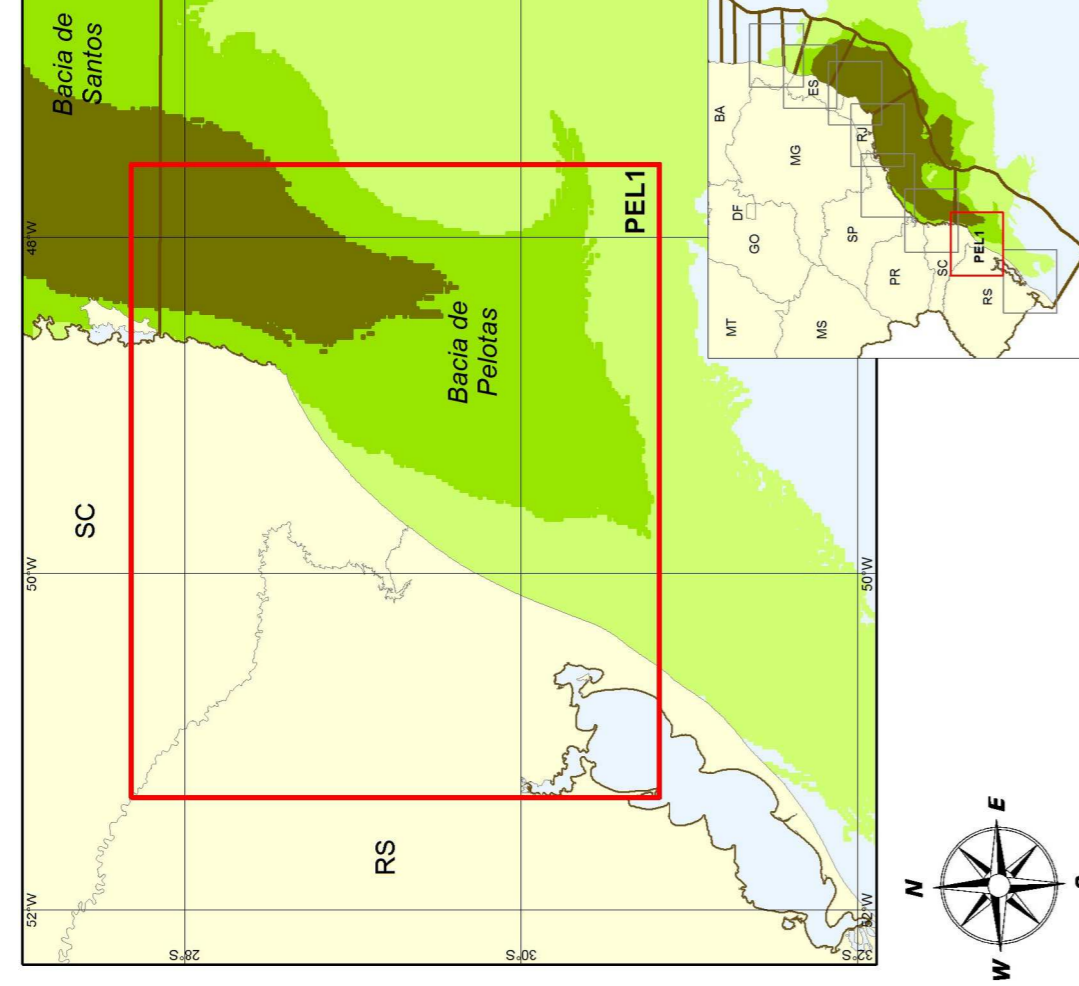 Bacia de
Santos
48°W
SC
PEL1
Bacia de
Pelotas
50°W
50°W
RS
52°W
52°W
28°S
30°S
32°S
BA
ES
MG
DF
GO
RJ
SP
MT
MS
PR
SC
PEL1
RS
N
E
W
S